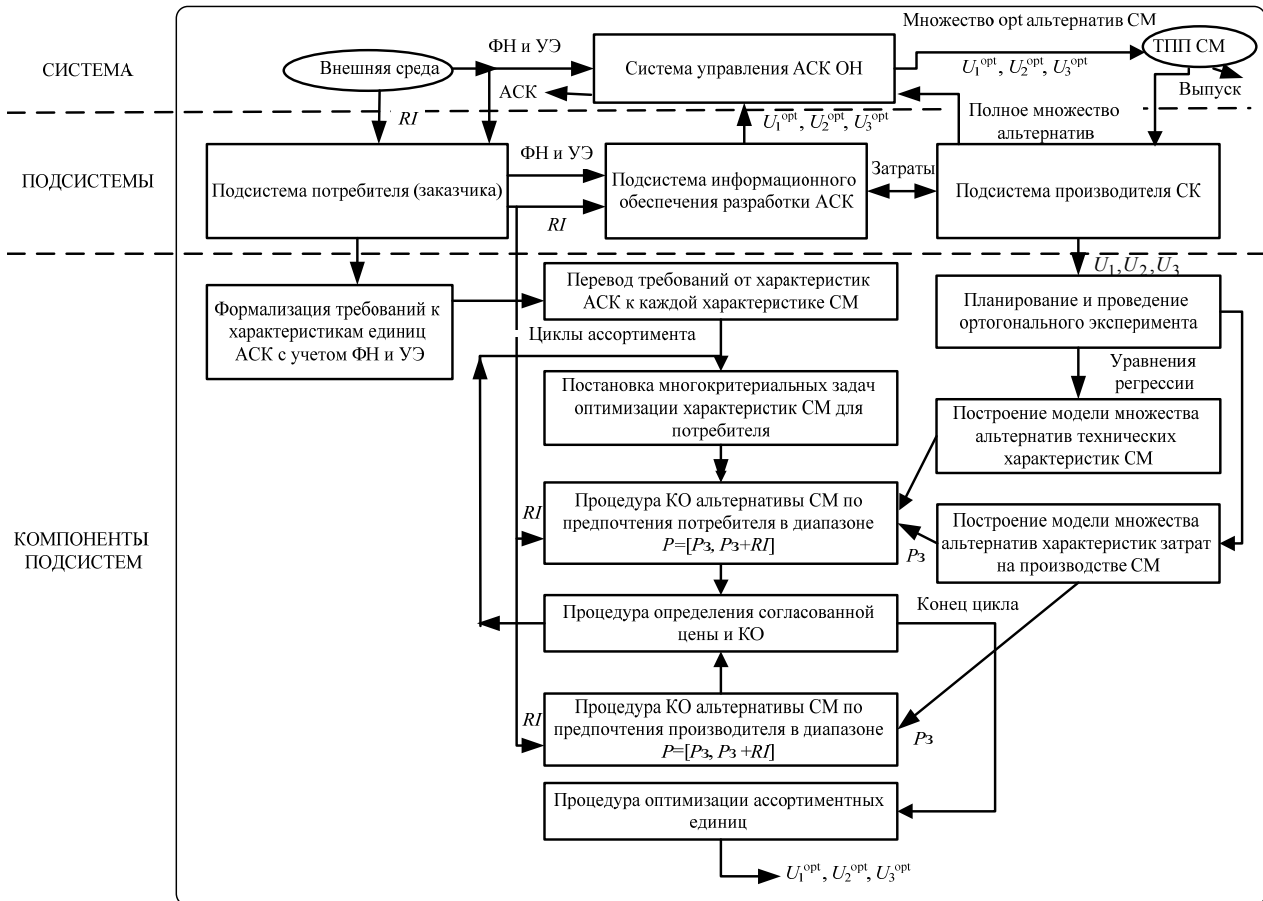 Множество opt альтернатив СМ
ФН и УЭ
ТПП СМ
СИСТЕМА
Внешняя среда
Система управления АСК ОН
U₁ᵒᵖᵗ, U₂ᵒᵖᵗ, U₃ᵒᵖᵗ
АСК
Выпуск
RI
U₁ᵒᵖᵗ, U₂ᵒᵖᵗ, U₃ᵒᵖᵗ
Полное множество
альтернатив
ФН и УЭ
Затраты
ПОДСИСТЕМЫ
Подсистема потребителя (заказчика)
Подсистема информационного
обеспечения разработки АСК
Подсистема производителя СК
RI
U₁, U₂, U₃
Перевод требований от характеристик
АСК к каждой характеристике СМ
Формализация требований к
характеристикам единиц
АСК с учетом ФН и УЭ
Планирование и проведение
ортогонального эксперимента
Циклы ассортимента
Уравнения
регрессии
Постановка многокритериальных задач
оптимизации характеристик СМ для
потребителя
Построение модели множества
альтернатив технических
характеристик СМ
КОМПОНЕНТЫ
ПОДСИСТЕМ
RI
Процедура КО альтернативы СМ по
предпочтения потребителя в диапазоне
P=[Pз, Pз+RI]
Pз
Построение модели множества
альтернатив характеристик затрат
на производстве СМ
Конец цикла
Процедура определения согласованной
цены и КО
RI
Процедура КО альтернативы СМ по
предпочтения производителя в диапазоне
P=[Pз, Pз +RI]
Pз
Процедура оптимизации ассортиментных
единиц
U₁ᵒᵖᵗ, U₂ᵒᵖᵗ, U₃ᵒᵖᵗ